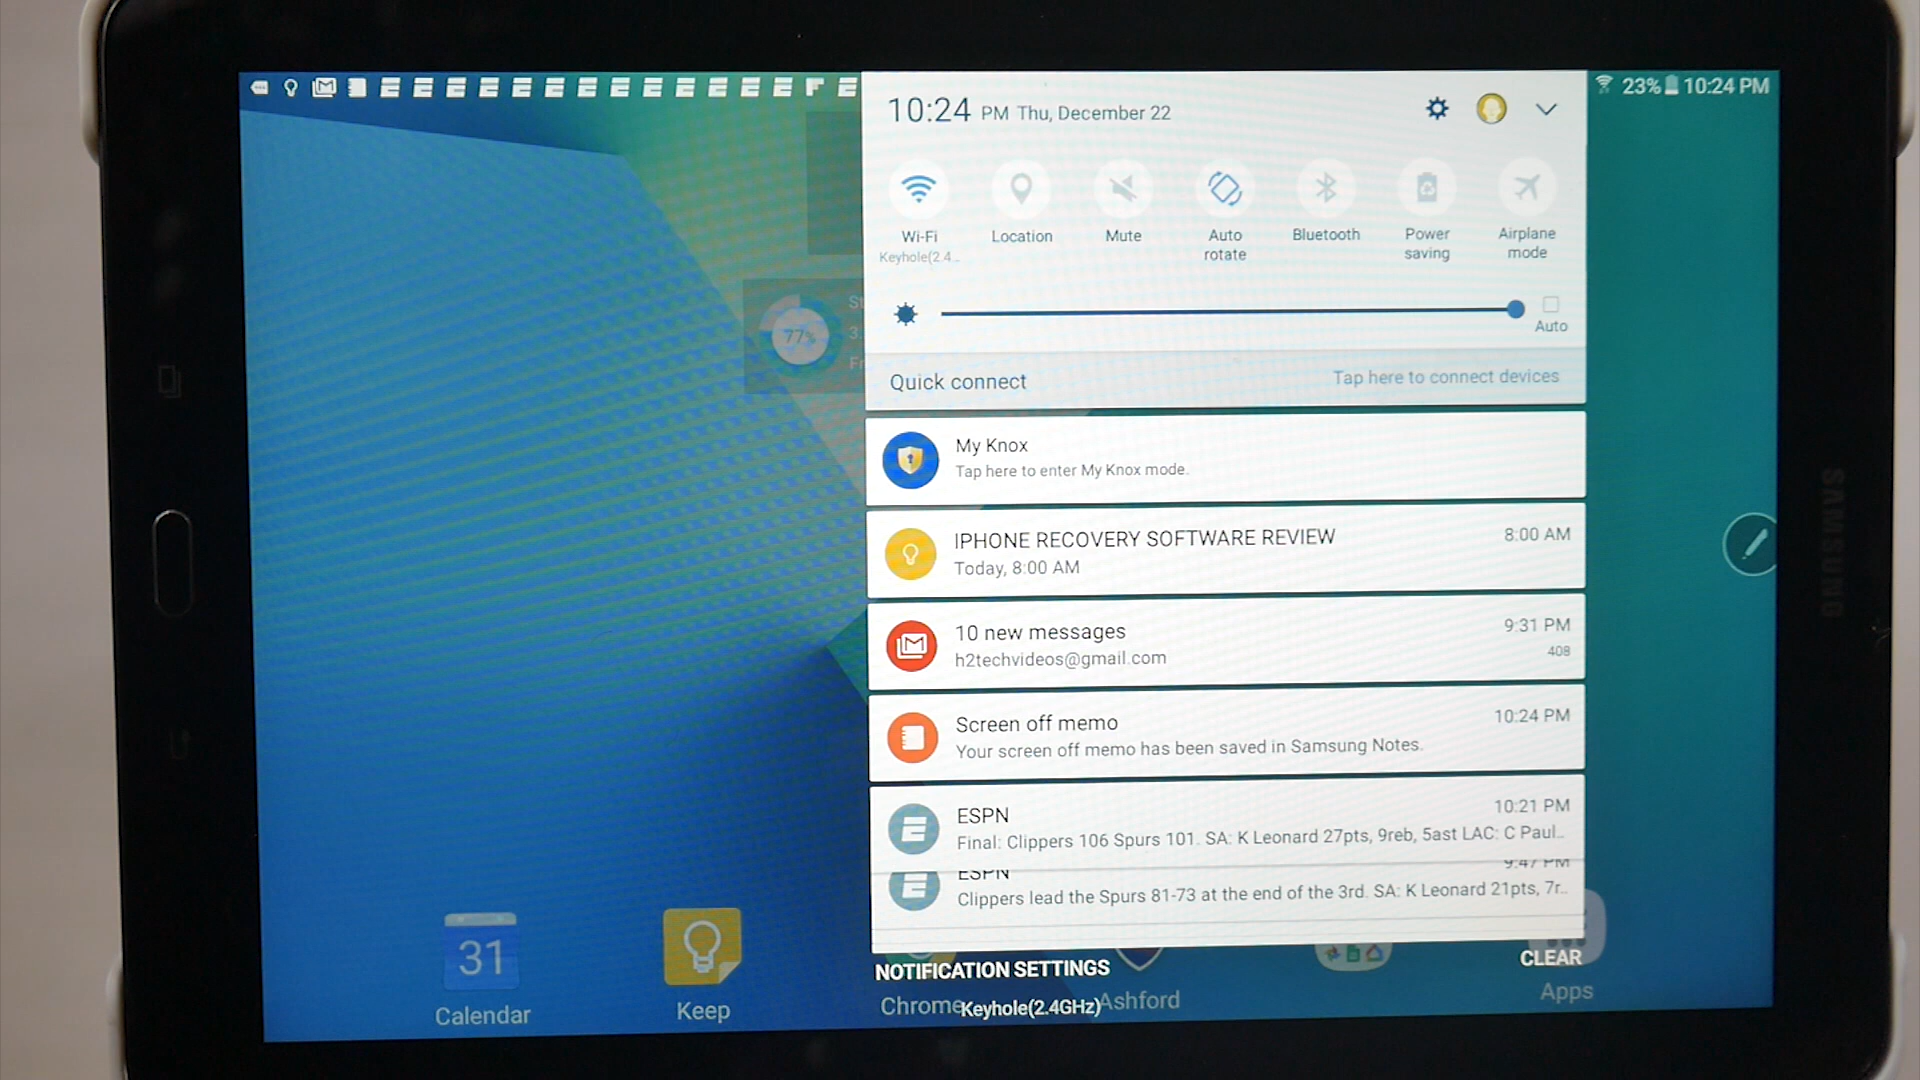 23% 10:24 PM
10:24 PM Thu, December 22
Wi-Fi
Keyhole(2.4...
Location
Mute
Auto
rotate
Bluetooth
Power
saving
Airplane
mode
Auto
77%
Quick connect
Tap here to connect devices
My Knox
Tap here to enter My Knox mode.
IPHONE RECOVERY SOFTWARE REVIEW 8:00 AM
Today, 8:00 AM
10 new messages 9:31 PM
h2techvideos@gmail.com 408
Screen off memo 10:24 PM
Your screen off memo has been saved in Samsung Notes.
ESPN 10:21 PM
Final: Clippers 106 Spurs 101. SA: K Leonard 27pts, 9reb, 5ast LAC: C Paul...
ESPN 9:47 PM
Clippers lead the Spurs 81-73 at the end of the 3rd. SA: K Leonard 21pts, 7r...
NOTIFICATION SETTINGS
CLEAR
31
Calendar
Keep
Chrome
Keyhole(2.4GHz)
Ashford
Apps
SAMSUNG